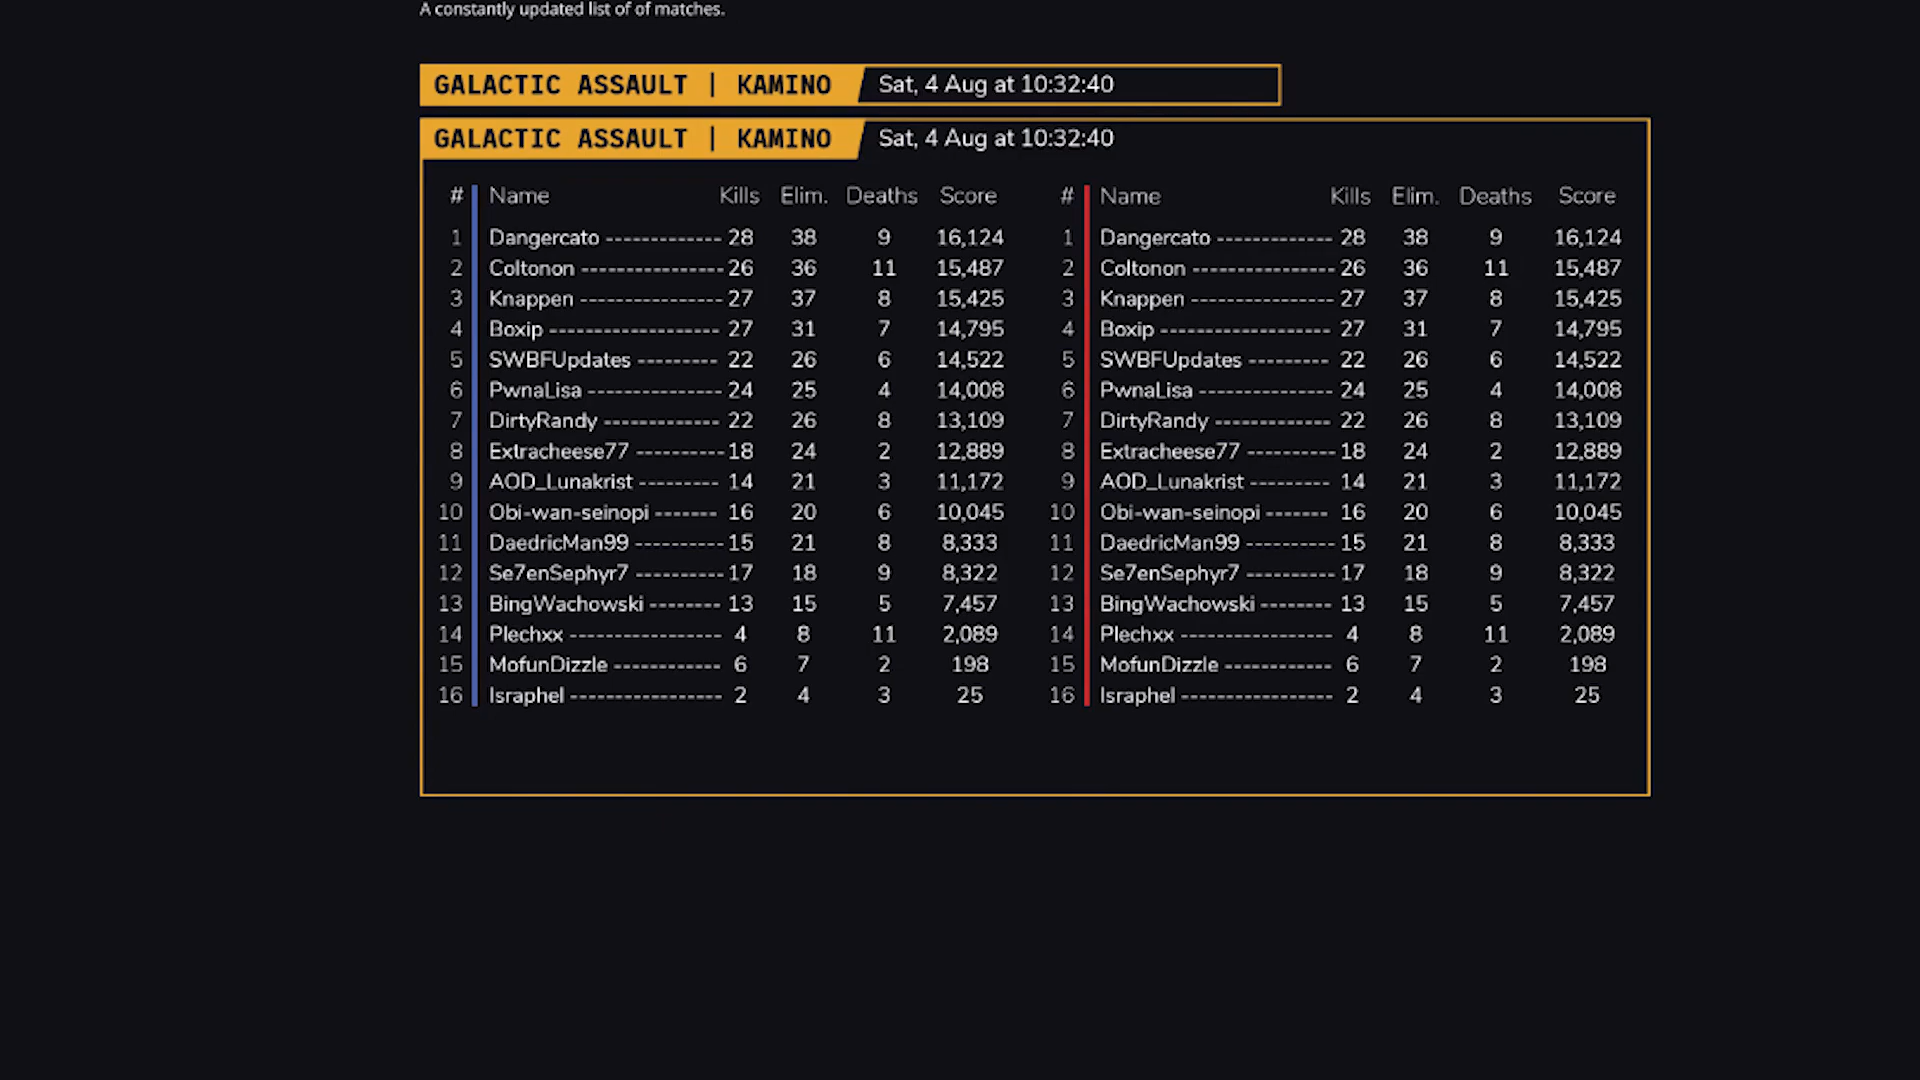 A constantly updated list of of matches.
GALACTIC ASSAULT | KAMINO Sat, 4 Aug at 10:32:40
GALACTIC ASSAULT | KAMINO Sat, 4 Aug at 10:32:40
# Name Kills Elim. Deaths Score # Name Kills Elim. Deaths Score
1 Dangercato ------------- 28 38 9 16,124 1 Dangercato ------------- 28 38 9 16,124
2 Coltonon ---------------- 26 36 11 15,487 2 Coltonon ---------------- 26 36 11 15,487
3 Knappen ---------------- 27 37 8 15,425 3 Knappen ---------------- 27 37 8 15,425
4 Boxip ------------------- 27 31 7 14,795 4 Boxip ------------------- 27 31 7 14,795
5 SWBFUpdates --------- 22 26 6 14,522 5 SWBFUpdates --------- 22 26 6 14,522
6 PwnaLisa --------------- 24 25 4 14,008 6 PwnaLisa --------------- 24 25 4 14,008
7 DirtyRandy ------------- 22 26 8 13,109 7 DirtyRandy ------------- 22 26 8 13,109
8 Extracheese77 ---------- 18 24 2 12,889 8 Extracheese77 ---------- 18 24 2 12,889
9 AOD_Lunakrist --------- 14 21 3 11,172 9 AOD_Lunakrist --------- 14 21 3 11,172
10 Obi-wan-seinopi ------- 16 20 6 10,045 10 Obi-wan-seinopi ------- 16 20 6 10,045
11 DaedricMan99 ---------- 15 21 8 8,333 11 DaedricMan99 ---------- 15 21 8 8,333
12 Se7enSephyr7 ---------- 17 18 9 8,322 12 Se7enSephyr7 ---------- 17 18 9 8,322
13 BingWachowski -------- 13 15 5 7,457 13 BingWachowski -------- 13 15 5 7,457
14 Plechxx ----------------- 4 8 11 2,089 14 Plechxx ----------------- 4 8 11 2,089
15 MofunDizzle ------------ 6 7 2 198 15 MofunDizzle ------------ 6 7 2 198
16 Israphel ----------------- 2 4 3 25 16 Israphel ----------------- 2 4 3 25